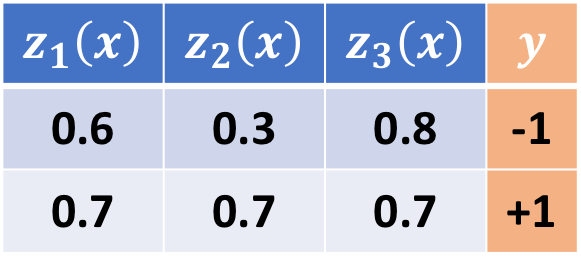 z₁(x) z₂(x) z₃(x) y
0.6 0.3 0.8 -1
0.7 0.7 0.7 +1